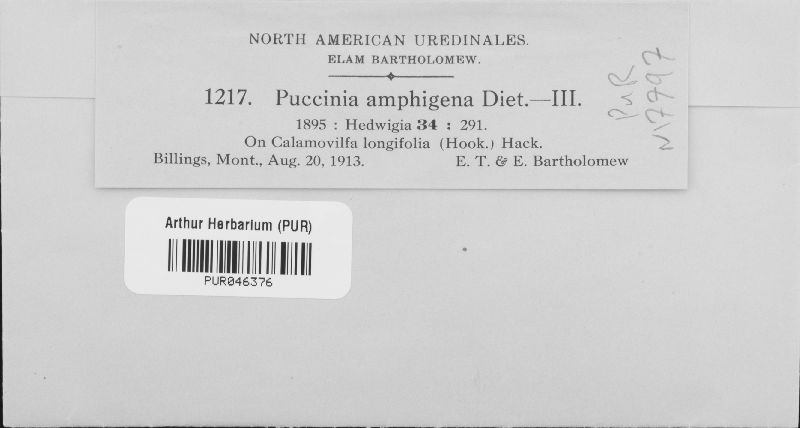 NORTH AMERICAN UREDINALES.
ELAM BARTHOLOMEW.
1217. Puccinia amphigena Diet.—III.
1895 : Hedwigia 34 : 291.
On Calamovilfa longifolia (Hook.) Hack.
Billings, Mont., Aug. 20, 1913. E. T. & E. Bartholomew
PUR
N7997
Arthur Herbarium (PUR)
PUR046376